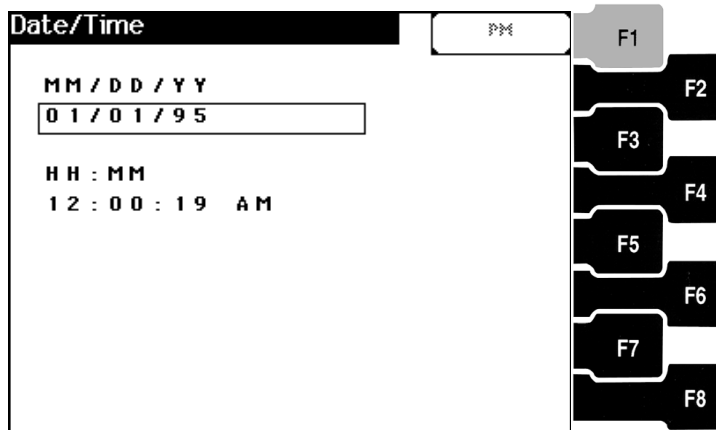 Date/Time
PM
F1
F2
MM/DD/YY
01/01/95
F3
HH:MM
12:00:19 AM
F4
F5
F6
F7
F8